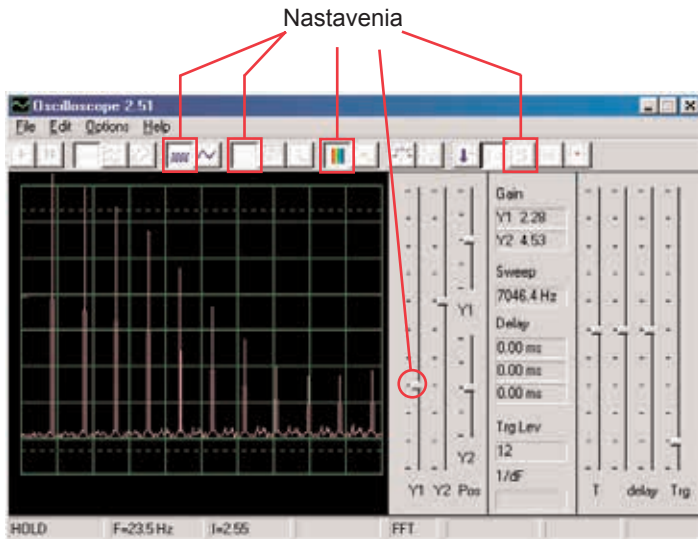 Nastavenia
Oscilloscope 2.51
File Edit Options Help
Gain
Y1 2.28
Y2 4.53
Sweep
7046.4 Hz
Delay
0.00 ms
0.00 ms
0.00 ms
Trg Lev
12
1/dF
Y1
Y2
Y1 Y2 Pos
T delay Trg
HOLD F=23.5 Hz I=2.55 FFT